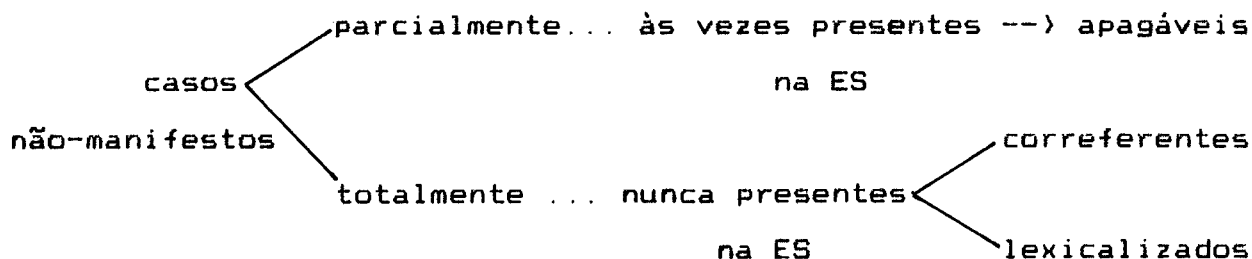 parcialmente... às vezes presentes --> apagáveis
casos na ES
não-manifestos correferentes
totalmente ... nunca presentes
na ES lexicalizados